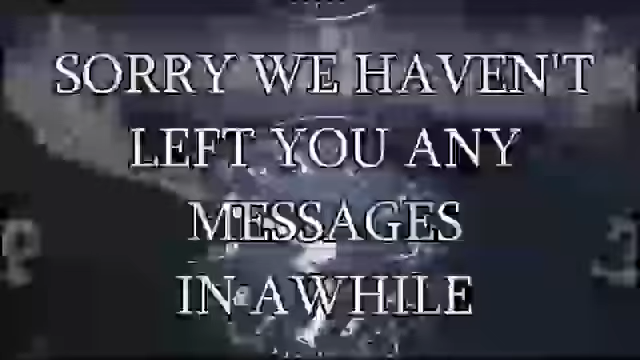 SORRY WE HAVEN'T
LEFT YOU ANY
MESSAGES
IN AWHILE